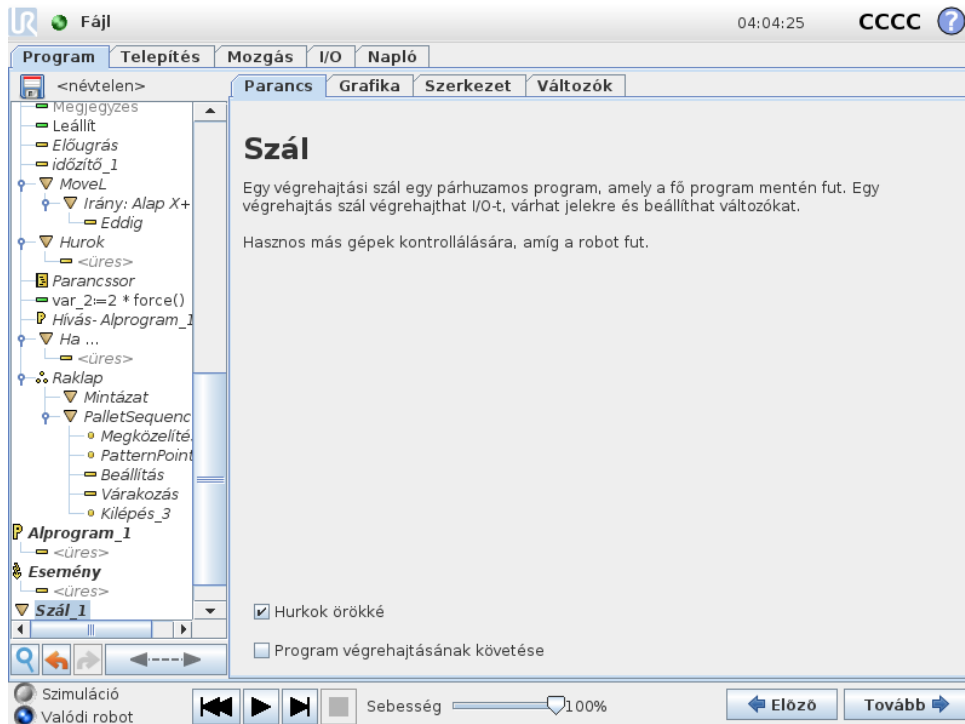 UR Fájl 04:04:25 CCCC ?
Program Telepítés Mozgás I/O Napló
<névtelen>
Parancs Grafika Szerkezet Változók
Megjegyzés
Leállít
Előugrás
időzítő_1
MoveL
Irány: Alap X+
Eddig
Hurok
<üres>
Parancssor
var_2:=2 * force()
Hívás- Alprogram_1
Ha ...
<üres>
Raklap
Mintázat
PalletSequenc
Megközelíté
PatternPoint
Beállítás
Várakozás
Kilépés_3
Alprogram_1
<üres>
Esemény
<üres>
Szál_1
Szál
Egy végrehajtási szál egy párhuzamos program, amely a fő program mentén fut. Egy
végrehajtás szál végrehajthat I/O-t, várhat jelekre és beállíthat változókat.
Hasznos más gépek kontrollálására, amíg a robot fut.
Hurkok örökké
Program végrehajtásának követése
Szimuláció
Valódi robot
Sebesség 100%
Előző Tovább